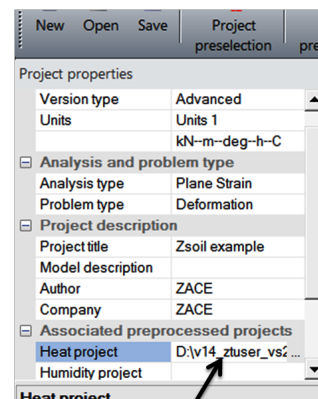 New Open Save Project preselection
Project properties
Version type Advanced
Units Units 1
kN--m--deg--h--C
Analysis and problem type
Analysis type Plane Strain
Problem type Deformation
Project description
Project title Zsoil example
Model description
Author ZACE
Company ZACE
Associated preprocessed projects
Heat project D:\v14_ztuser_vs2 ...
Humidity project
Heat project